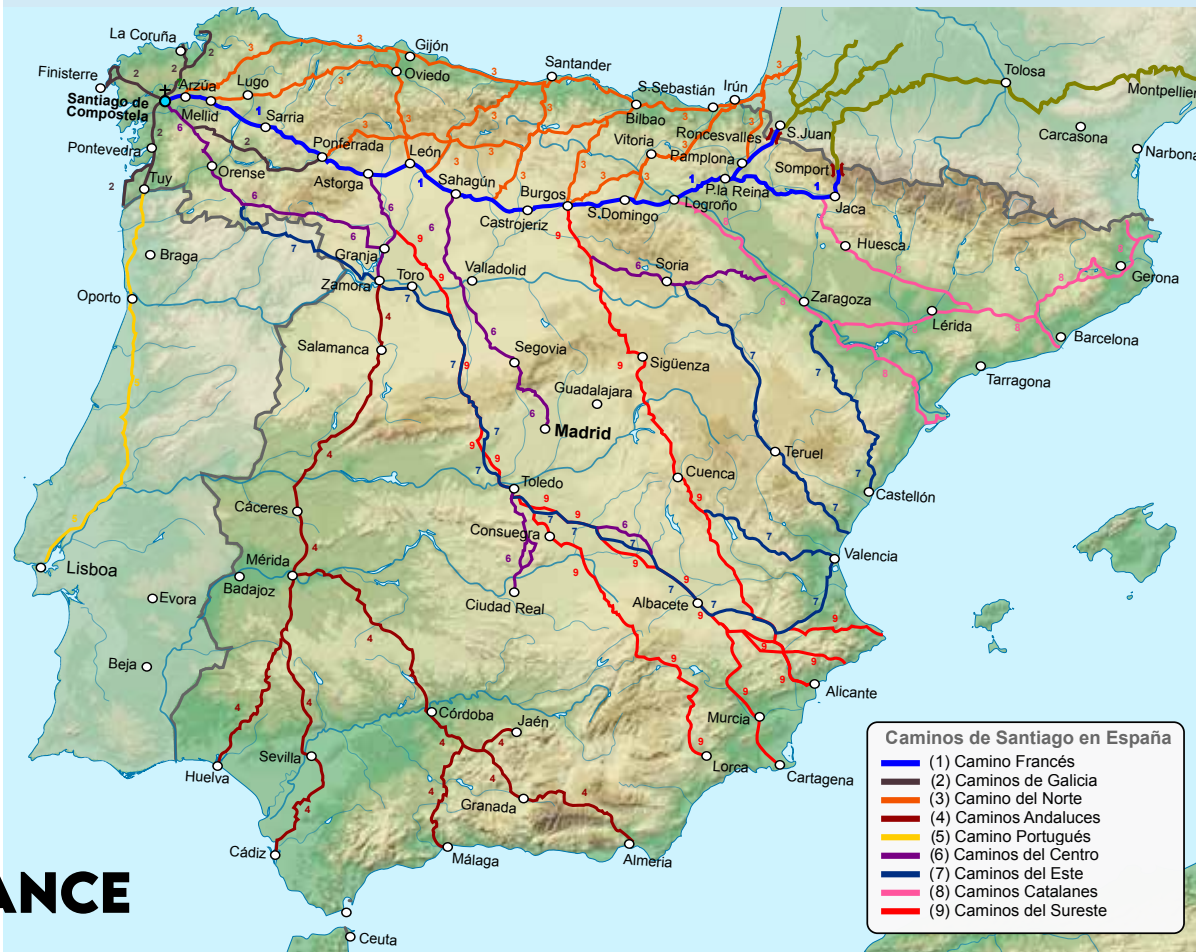 La Coruña
Gijón
Finisterre
Santander
Oviedo
Arzúa
Lugo
Tolosa
Santiago de
Compostela
Mellid
S.Sebastián
Irún
Montpellier
Bilbao
Sarria
Roncesvalles
S.Juan
Carcasona
Pontevedra
Ponferrada
León
Vitoria
Pamplona
Narbona
Orense
Astorga
Somport
Tuy
Sahagún
Burgos
P.la Reina
Castrojeriz
S.Domingo
Logroño
Jaca
Braga
Granja
Huesca
Zamora
Toro
Valladolid
Soria
Gerona
Oporto
Zaragoza
Lérida
Salamanca
Segovia
Sigüenza
Barcelona
Guadalajara
Tarragona
Madrid
Teruel
Cuenca
Toledo
Castellón
Cáceres
Consuegra
Lisboa
Mérida
Valencia
Badajoz
Evora
Ciudad Real
Albacete
Beja
Alicante
Córdoba
Jaén
Murcia
Sevilla
Huelva
Lorca
Cartagena
Granada
Cádiz
Málaga
Almeria
Ceuta
ANCE
Caminos de Santiago en España
(1) Camino Francés
(2) Caminos de Galicia
(3) Camino del Norte
(4) Caminos Andaluces
(5) Camino Portugués
(6) Caminos del Centro
(7) Caminos del Este
(8) Caminos Catalanes
(9) Caminos del Sureste